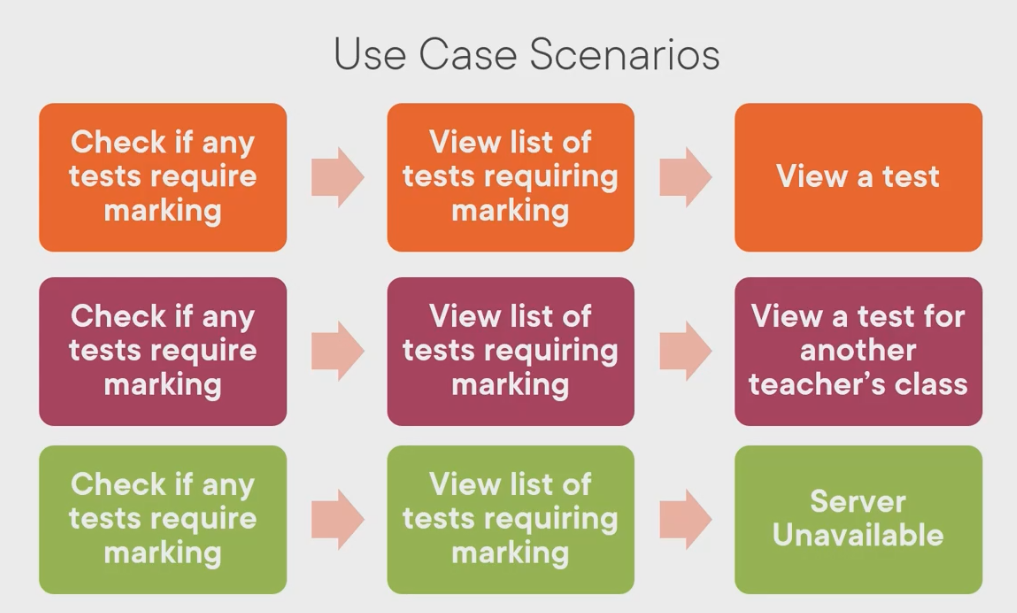 Use Case Scenarios
Check if any
tests require
marking
View list of
tests requiring
marking
View a test
Check if any
tests require
marking
View list of
tests requiring
marking
View a test for
another
teacher's class
Check if any
tests require
marking
View list of
tests requiring
marking
Server
Unavailable